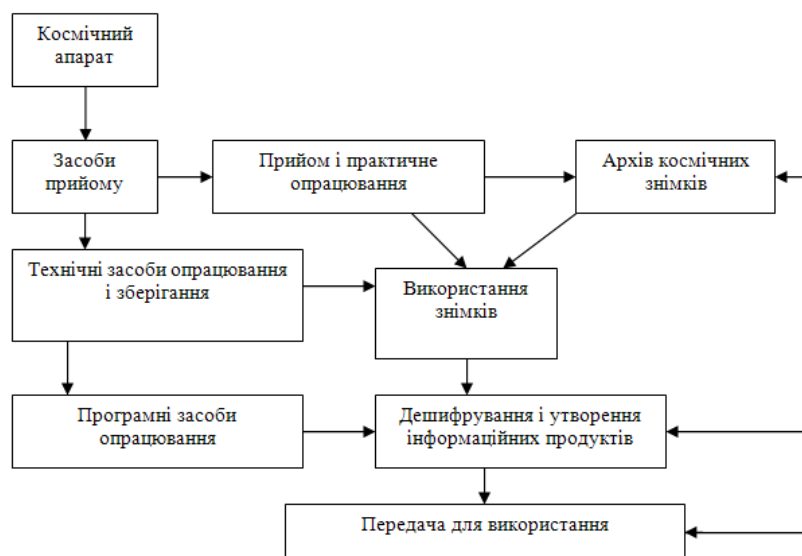 Космічний
апарат
Засоби
прийому
Прийом і практичне
опрацювання
Архів космічних
знімків
Технічні засоби опрацювання
і зберігання
Використання
знімків
Програмні засоби
опрацювання
Дешифрування і утворення
інформаційних продуктів
Передача для використання